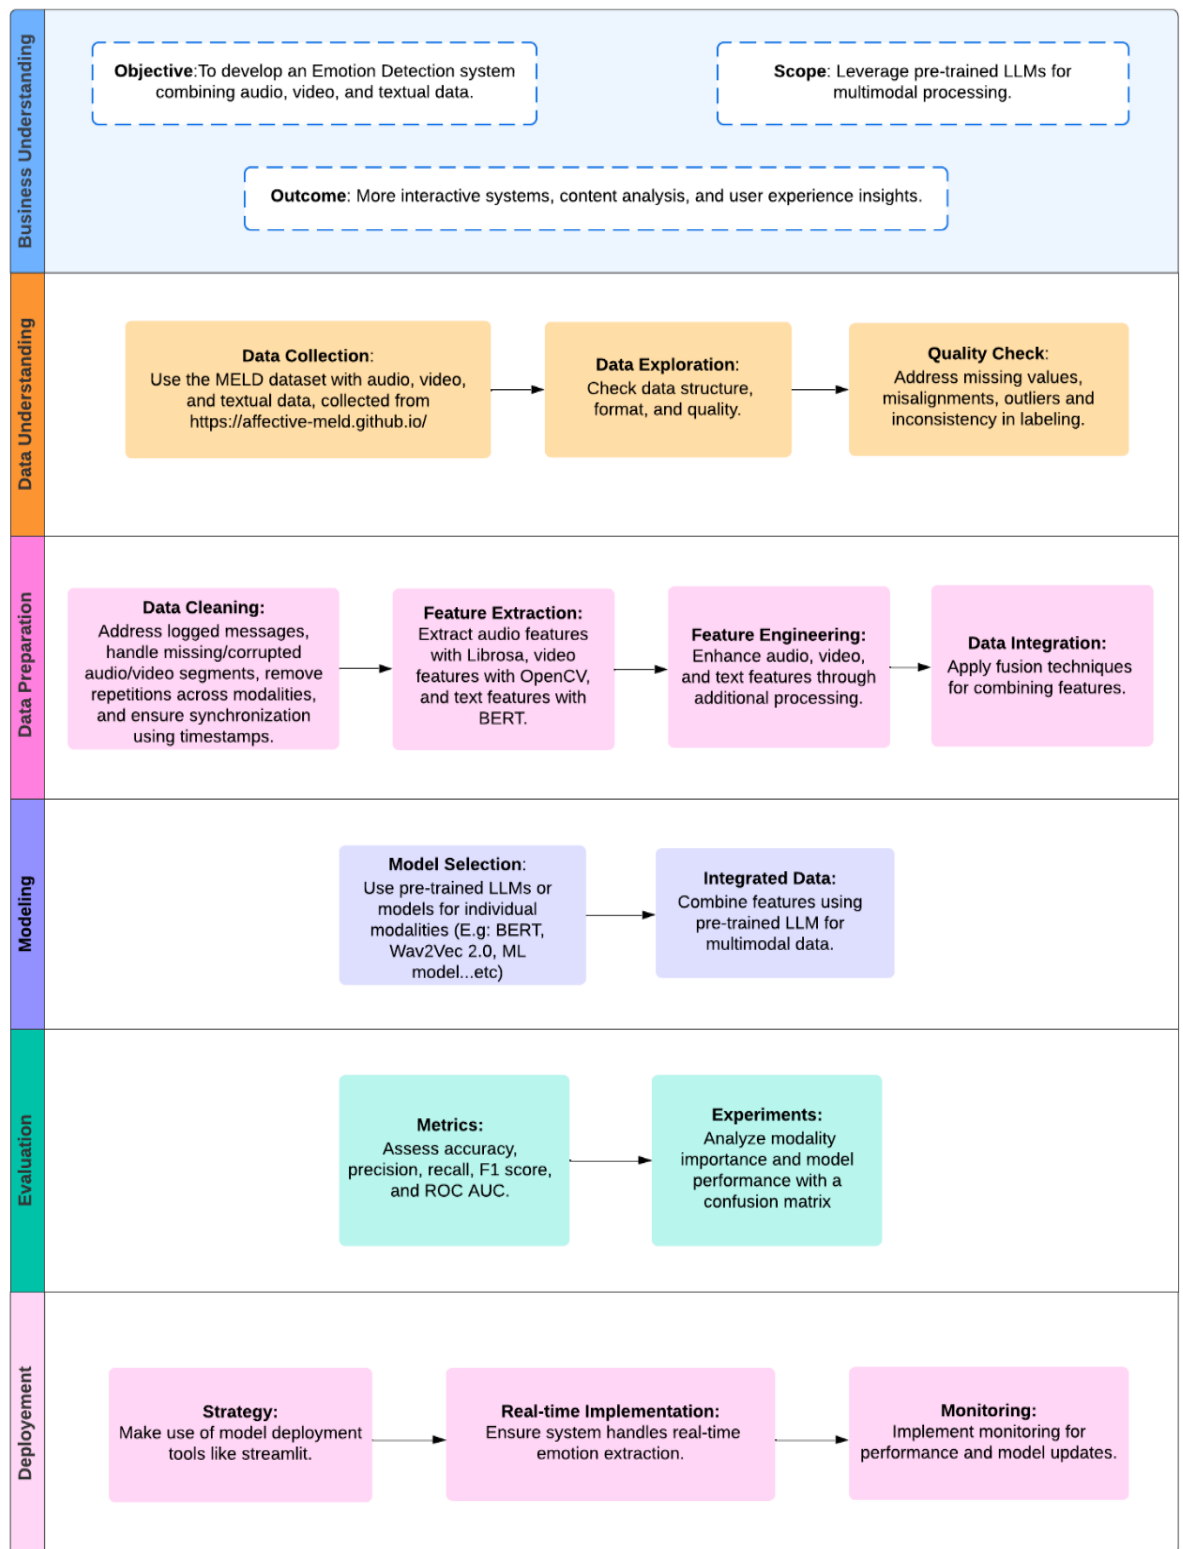 Business Understanding
Objective:To develop an Emotion Detection system
combining audio, video, and textual data.
Scope: Leverage pre-trained LLMs for
multimodal processing.
Outcome: More interactive systems, content analysis, and user experience insights.
Data Understanding
Data Collection:
Use the MELD dataset with audio, video,
and textual data, collected from
https://affective-meld.github.io/
Data Exploration:
Check data structure,
format, and quality.
Quality Check:
Address missing values,
misalignments, outliers and
inconsistency in labeling.
Data Preparation
Data Cleaning:
Address logged messages,
handle missing/corrupted
audio/video segments, remove
repetitions across modalities,
and ensure synchronization
using timestamps.
Feature Extraction:
Extract audio features
with Librosa, video
features with OpenCV,
and text features with
BERT.
Feature Engineering:
Enhance audio, video,
and text features through
additional processing.
Data Integration:
Apply fusion techniques
for combining features.
Modeling
Model Selection:
Use pre-trained LLMs or
models for individual
modalities (E.g: BERT,
Wav2Vec 2.0, ML
model...etc)
Integrated Data:
Combine features using
pre-trained LLM for
multimodal data.
Evaluation
Metrics:
Assess accuracy,
precision, recall, F1 score,
and ROC AUC.
Experiments:
Analyze modality
importance and model
performance with a
confusion matrix
Deployement
Strategy:
Make use of model deployment
tools like streamlit.
Real-time Implementation:
Ensure system handles real-time
emotion extraction.
Monitoring:
Implement monitoring for
performance and model updates.